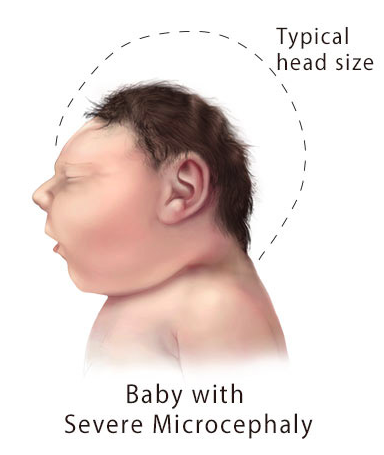 Typical
head size
Baby with
Severe Microcephaly